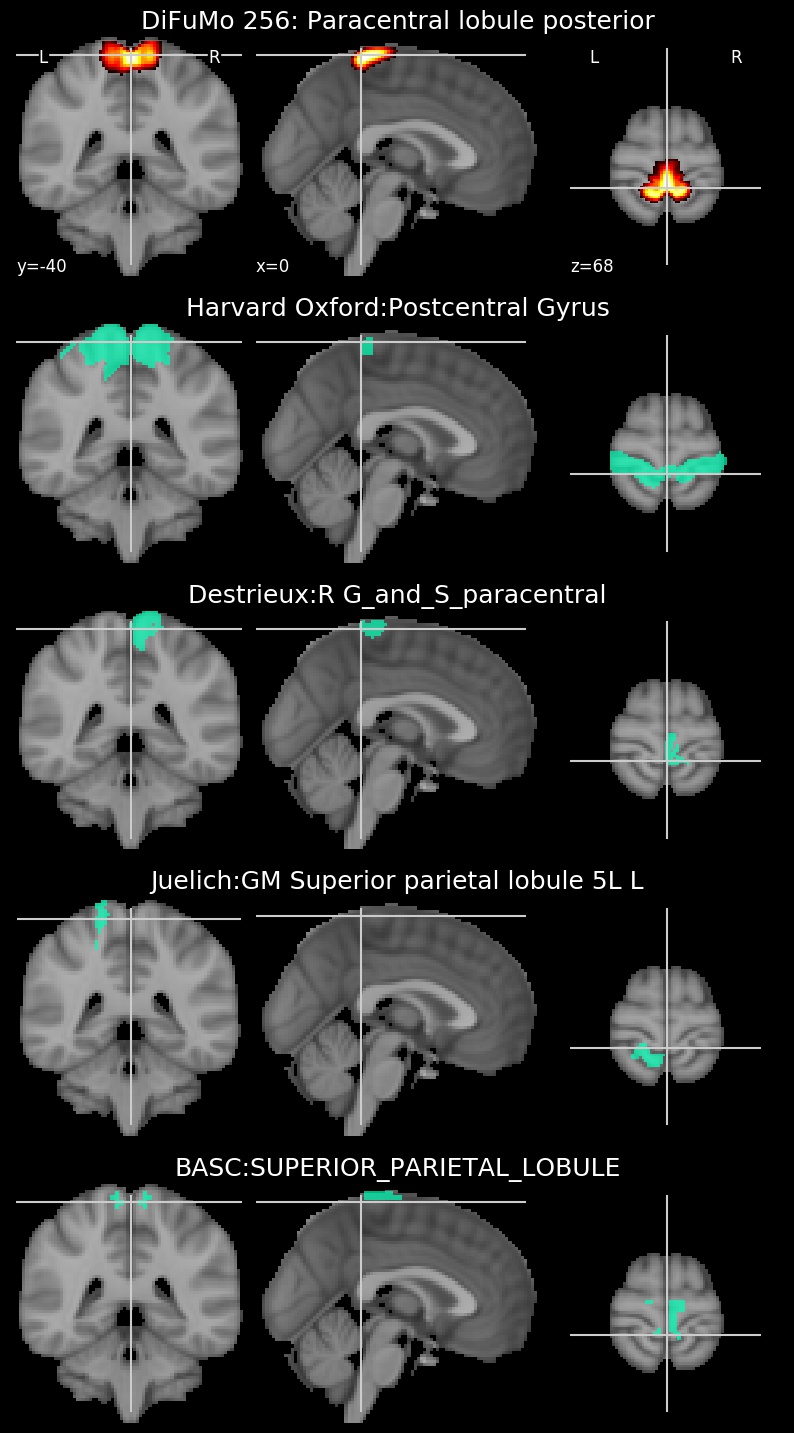 DiFuMo 256: Paracentral lobule posterior
L R L R
y=-40 x=0 z=68
Harvard Oxford:Postcentral Gyrus
Destrieux:R G_and_S_paracentral
Juelich:GM Superior parietal lobule 5L L
BASC:SUPERIOR_PARIETAL_LOBULE